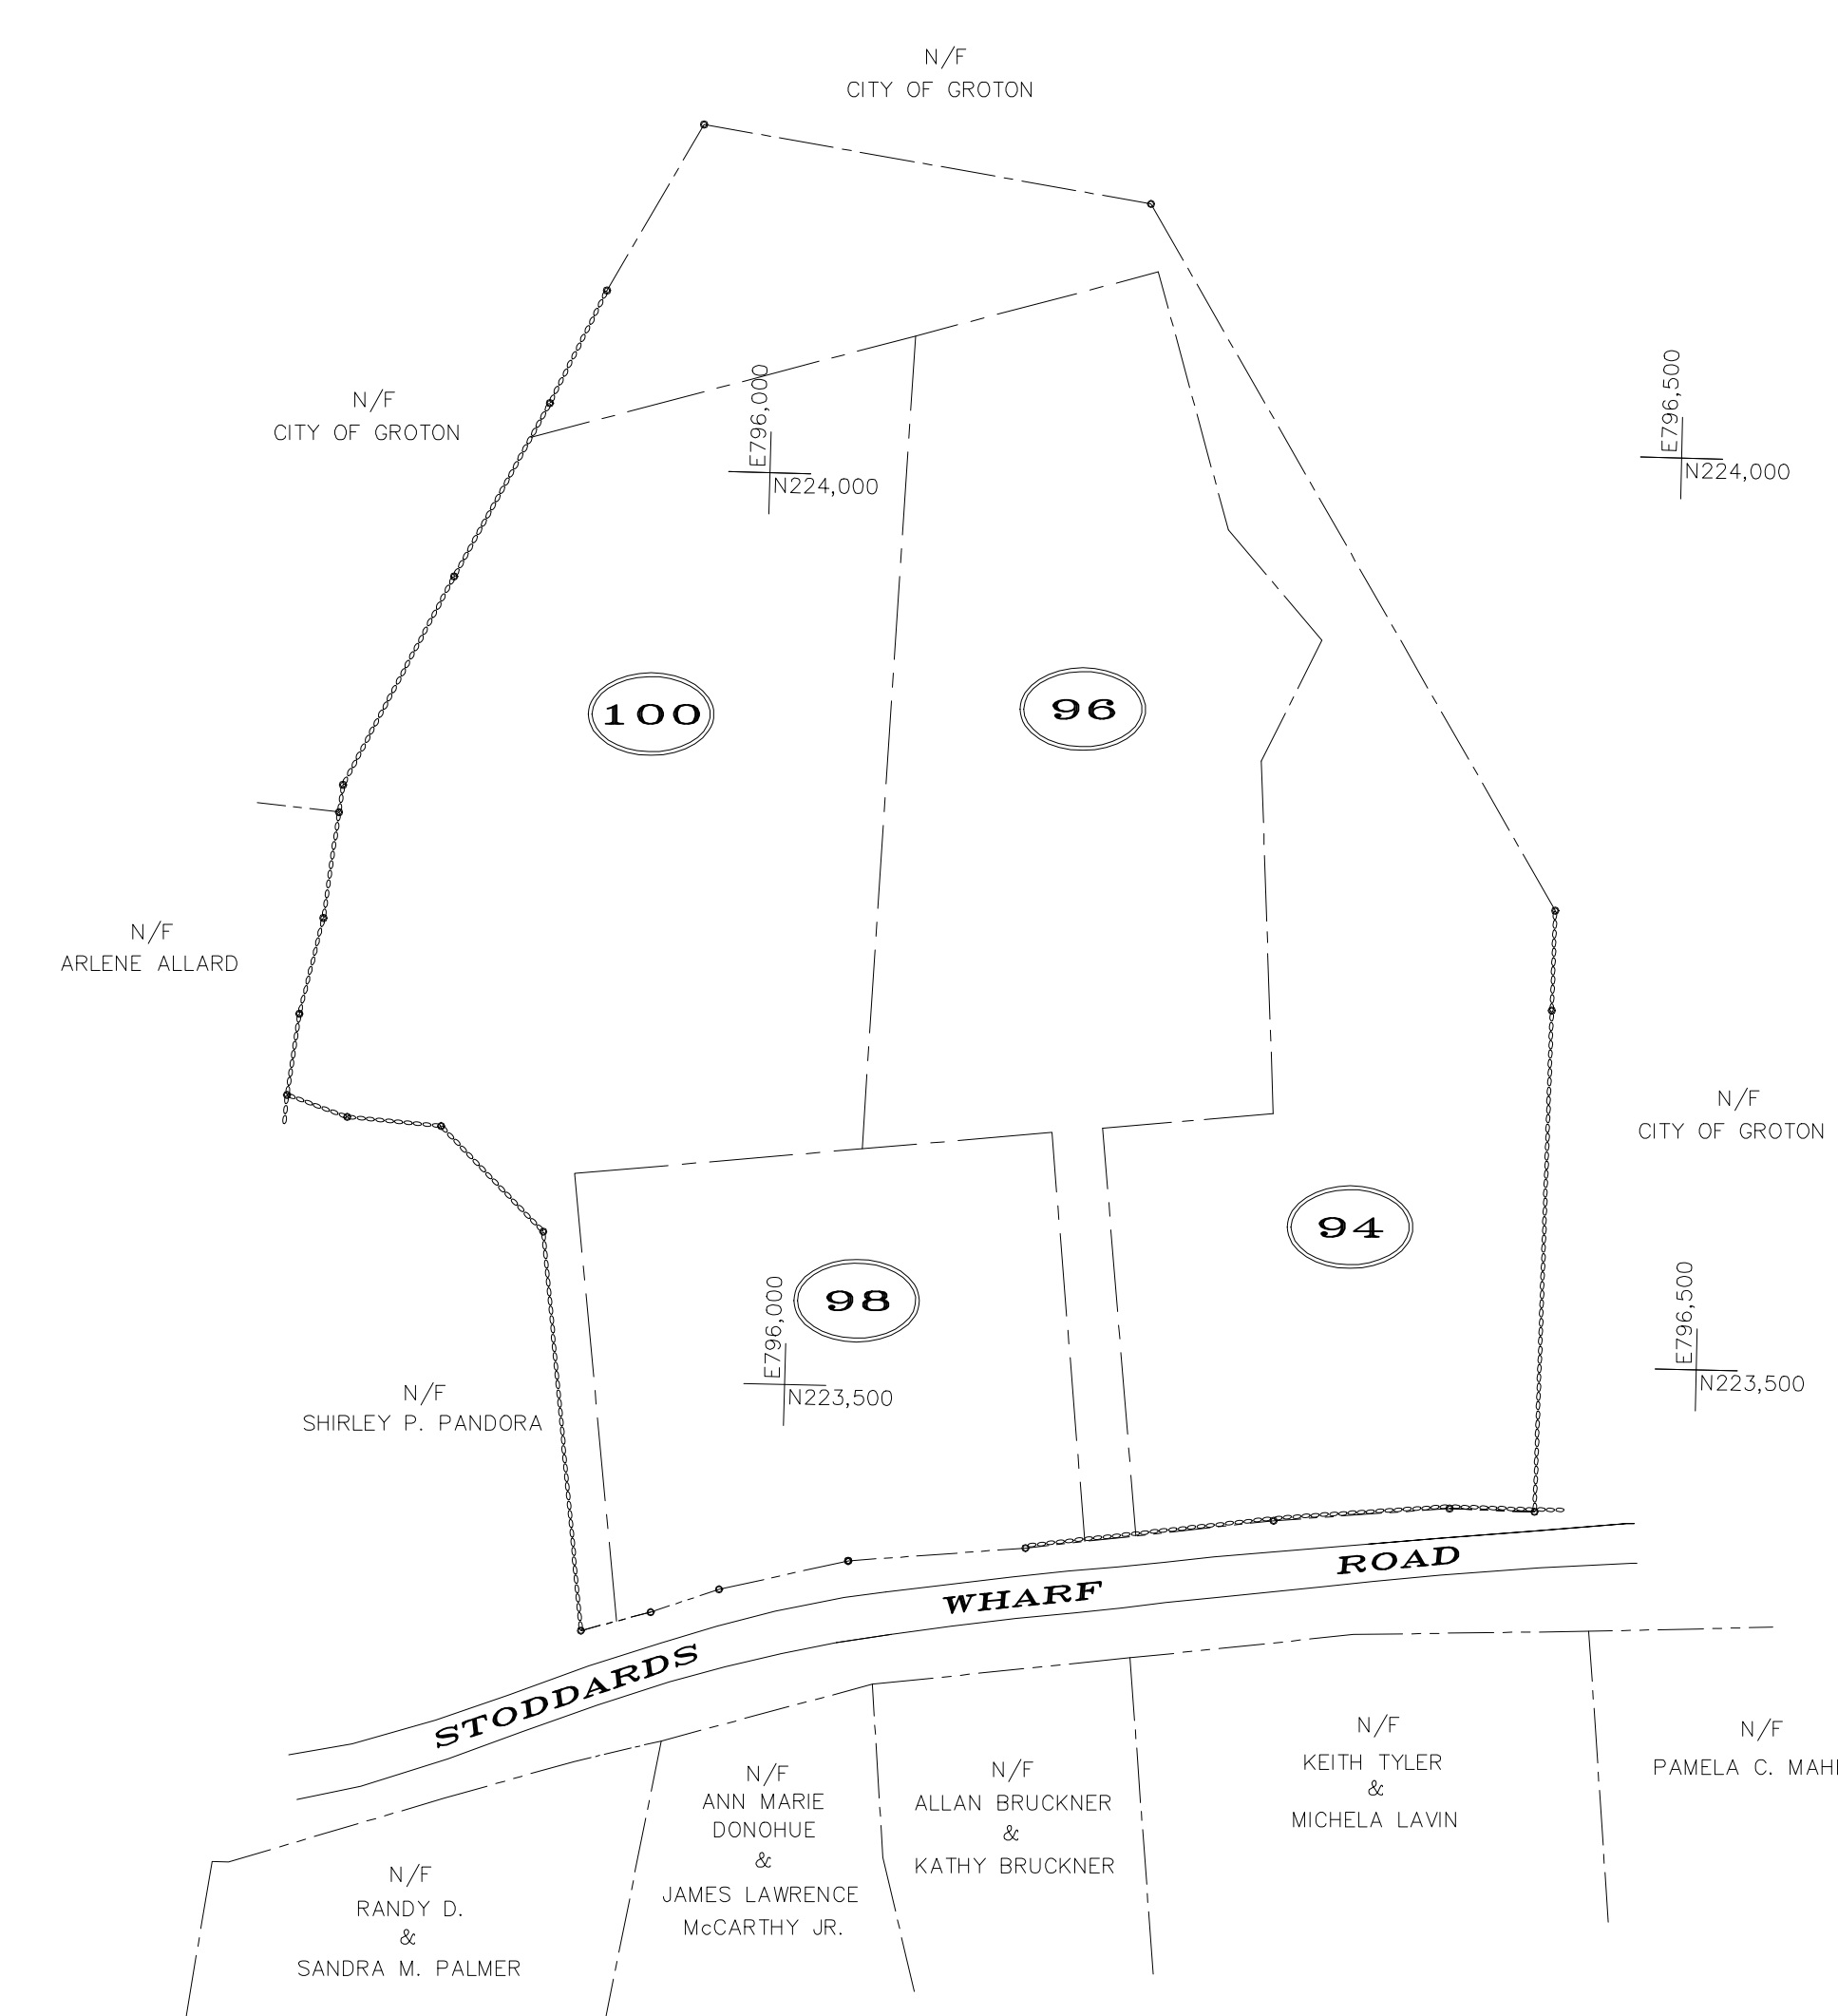 N/F
CITY OF GROTON
N/F
CITY OF GROTON
E796,000
N224,000
E796,500
N224,000
100
96
N/F
ARLENE ALLARD
N/F
CITY OF GROTON
94
98
E796,000
N223,500
E796,500
N223,500
N/F
SHIRLEY P. PANDORA
STODDARDS WHARF ROAD
N/F
RANDY D.
&
SANDRA M. PALMER
N/F
ANN MARIE
DONOHUE
&
JAMES LAWRENCE
McCARTHY JR.
N/F
ALLAN BRUCKNER
&
KATHY BRUCKNER
N/F
KEITH TYLER
&
MICHELA LAVIN
N/F
PAMELA C.